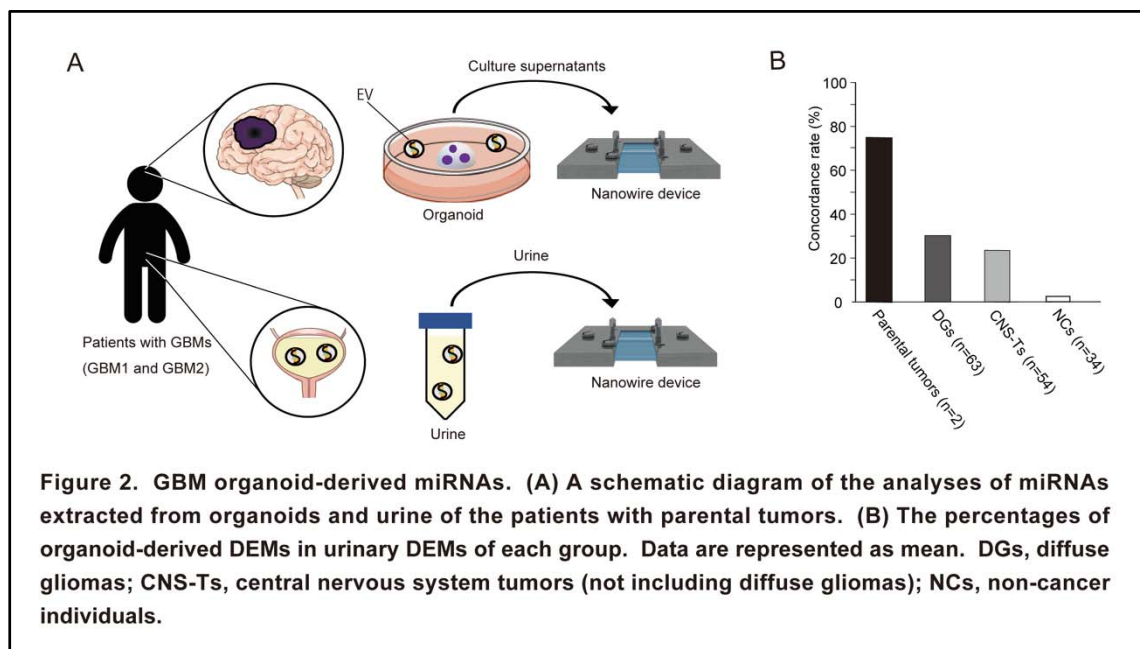 A
Culture supernatants
EV
Organoid
Nanowire device
Patients with GBMs
(GBM1 and GBM2)
Urine
Urine
Nanowire device
B
Concordance rate (%)
100
80
60
40
20
0
Parental tumors (n=2)
DGs (n=63)
CNS-Ts (n=54)
NCs (n=34)
Figure 2. GBM organoid-derived miRNAs. (A) A schematic diagram of the analyses of miRNAs
extracted from organoids and urine of the patients with parental tumors. (B) The percentages of
organoid-derived DEMs in urinary DEMs of each group. Data are represented as mean. DGs, diffuse
gliomas; CNS-Ts, central nervous system tumors (not including diffuse gliomas); NCs, non-cancer
individuals.